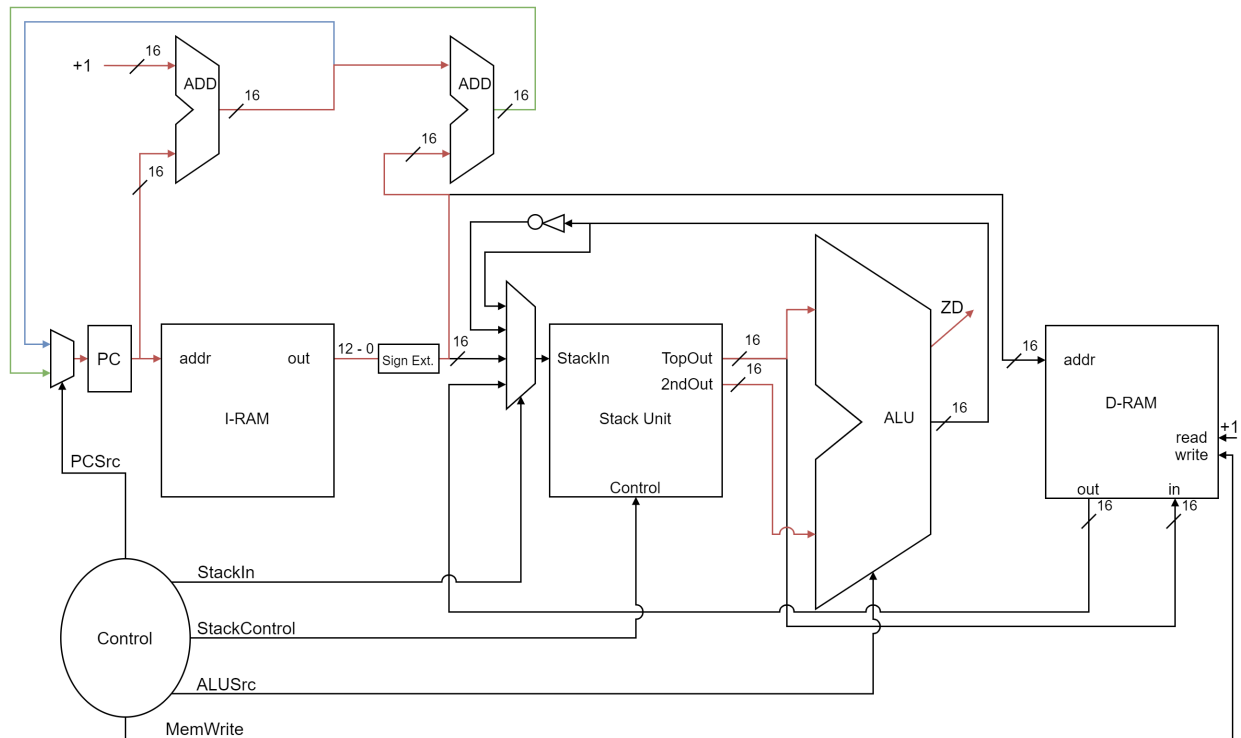 +1
16
ADD
16
16
ADD
16
16
PC
addr
out
I-RAM
12 - 0
Sign Ext.
16
StackIn
TopOut
2ndOut
Stack Unit
Control
16
16
ALU
ZD
16
16
addr
D-RAM
read
write
+1
out
in
16
16
PCSrc
StackIn
Control
StackControl
ALUSrc
MemWrite